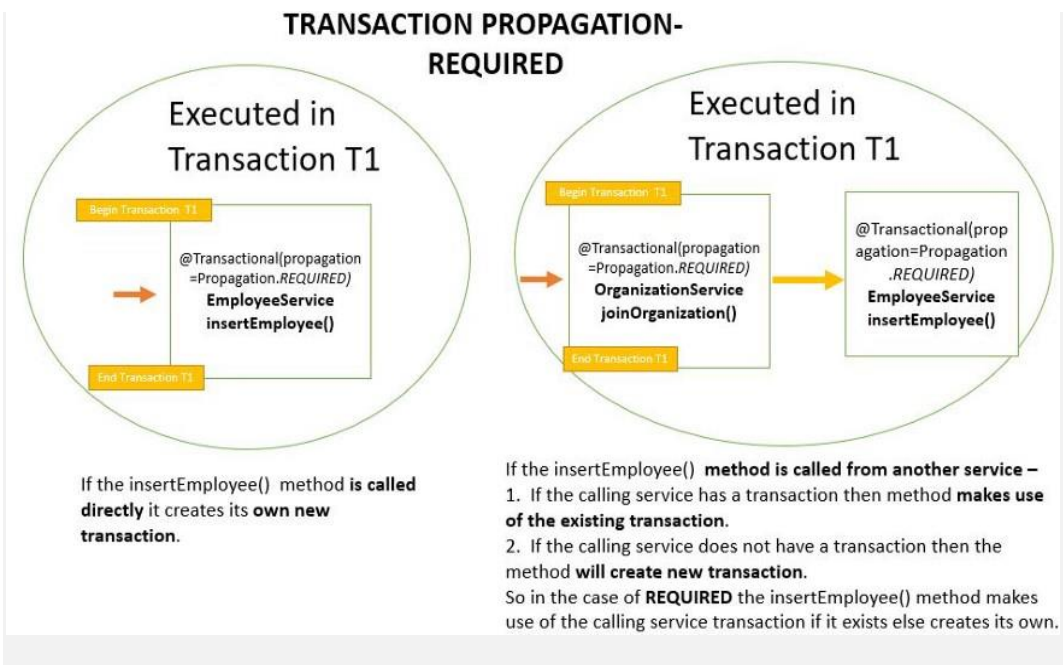 TRANSACTION PROPAGATION-
REQUIRED
Executed in
Transaction T1
Begin Transaction T1
@Transactional(propagation
=Propagation.REQUIRED)
EmployeeService
insertEmployee()
End Transaction T1
If the insertEmployee() method is called
directly it creates its own new
transaction.
Executed in
Transaction T1
Begin Transaction T1
@Transactional(propagation
=Propagation.REQUIRED)
OrganizationService
joinOrganization()
End Transaction T1
@Transactional(prop
agation=Propagation
.REQUIRED)
EmployeeService
insertEmployee()
If the insertEmployee() method is called from another service –
1. If the calling service has a transaction then method makes use
of the existing transaction.
2. If the calling service does not have a transaction then the
method will create new transaction.
So in the case of REQUIRED the insertEmployee() method makes
use of the calling service transaction if it exists else creates its own.